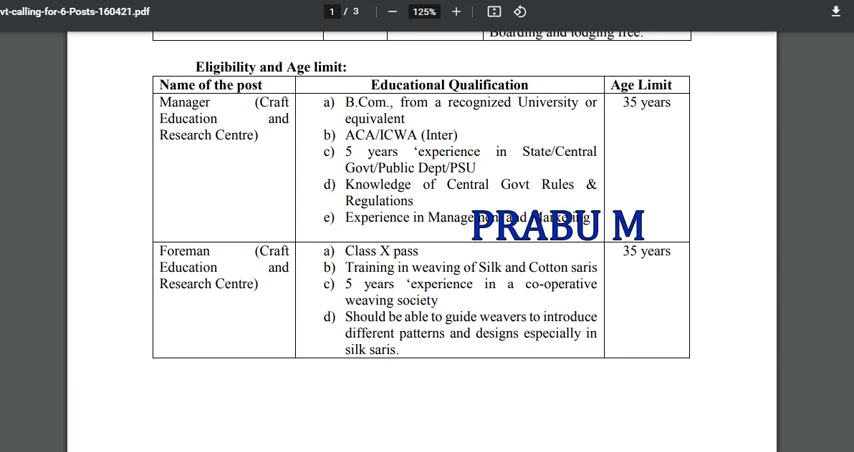 vt-calling-for-6-Posts-160421.pdf
1 / 3
125%
Boarding and lodging free.
Eligibility and Age limit:
Name of the post Educational Qualification Age Limit
Manager (Craft Education and Research Centre)
a) B.Com., from a recognized University or
equivalent
b) ACA/ICWA (Inter)
c) 5 years ‘experience in State/Central
Govt/Public Dept/PSU
d) Knowledge of Central Govt Rules &
Regulations
e) Experience in Management and Marketing
35 years
PRABU M
Foreman (Craft Education and Research Centre)
a) Class X pass
b) Training in weaving of Silk and Cotton saris
c) 5 years ‘experience in a co-operative
weaving society
d) Should be able to guide weavers to introduce
different patterns and designs especially in
silk saris.
35 years